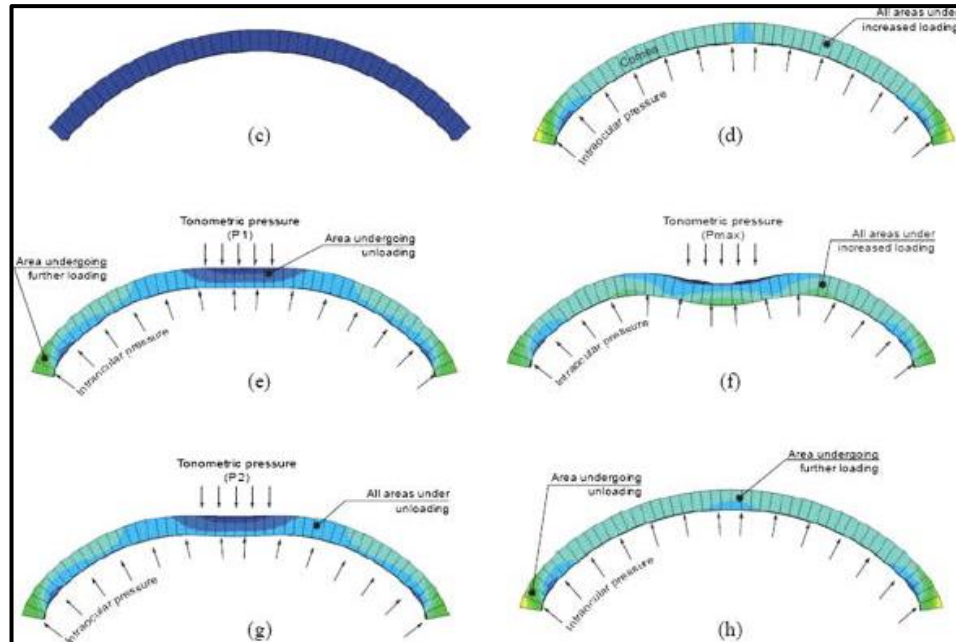 All areas under
increased loading
Cornea
Intraocular pressure
(c)
(d)
Tonometric pressure
(P1)
Area undergoing
unloading
Area undergoing
further loading
Intraocular pressure
(e)
Tonometric pressure
(Pmax)
All areas under
increased loading
Intraocular pressure
(f)
Tonometric pressure
(P2)
All areas under
unloading
Intraocular pressure
(g)
Area undergoing
further loading
Area undergoing
unloading
Intraocular pressure
(h)